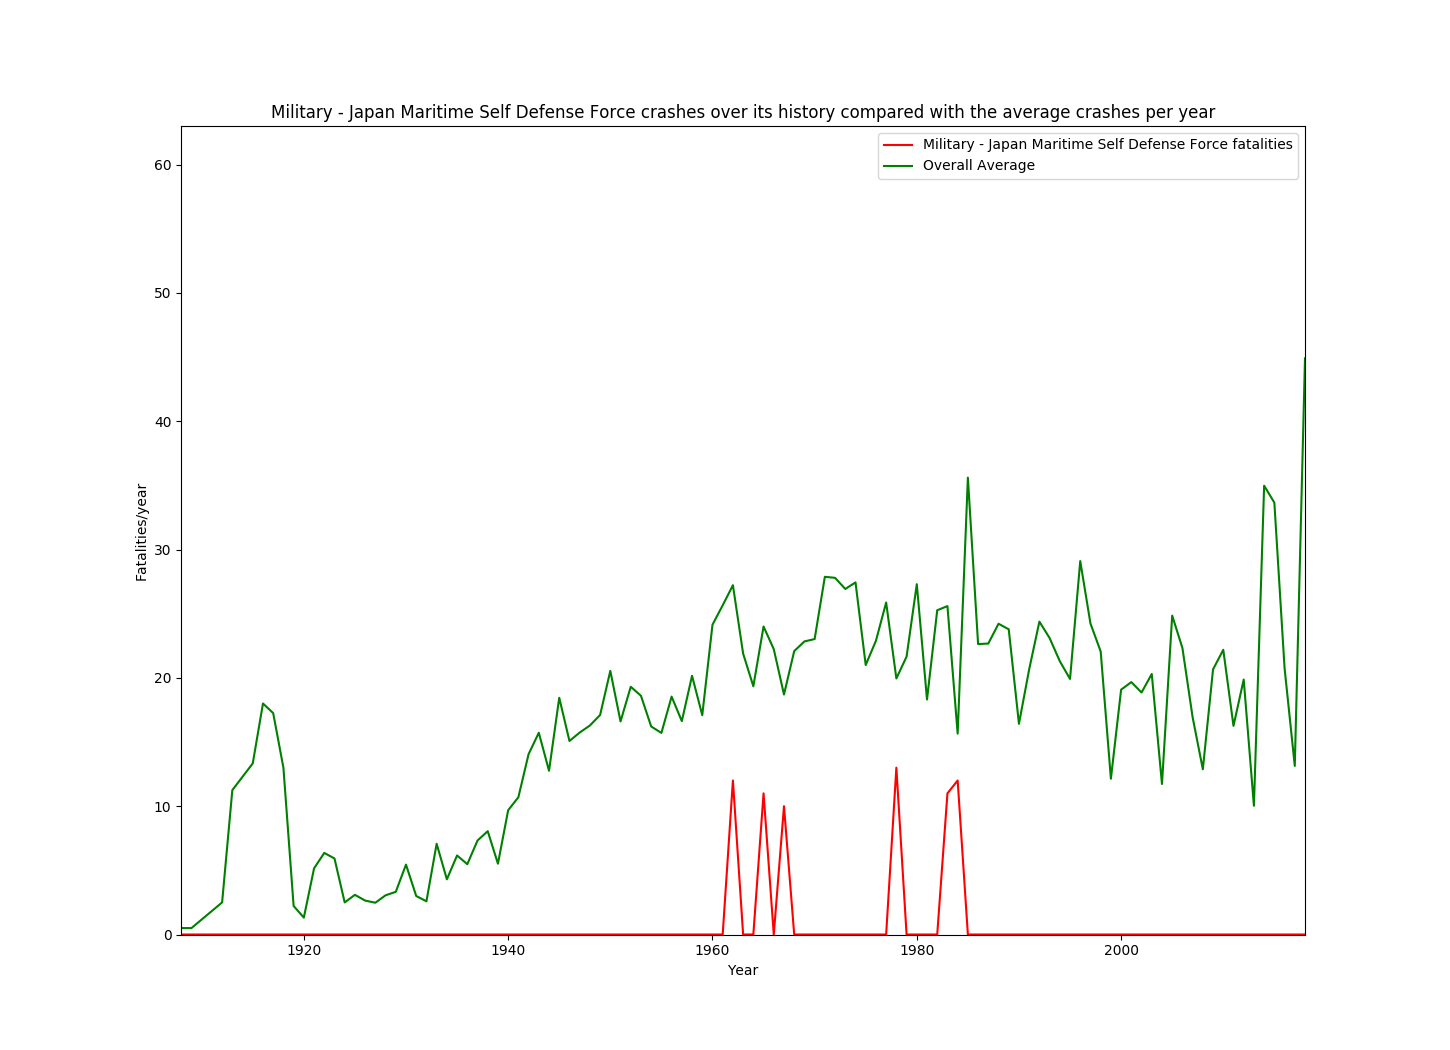 Military - Japan Maritime Self Defense Force crashes over its history compared with the average crashes per year
Military - Japan Maritime Self Defense Force fatalities
Overall Average
60
50
40
30
20
10
0
Fatalities/year
1920
1940
1960
1980
2000
Year